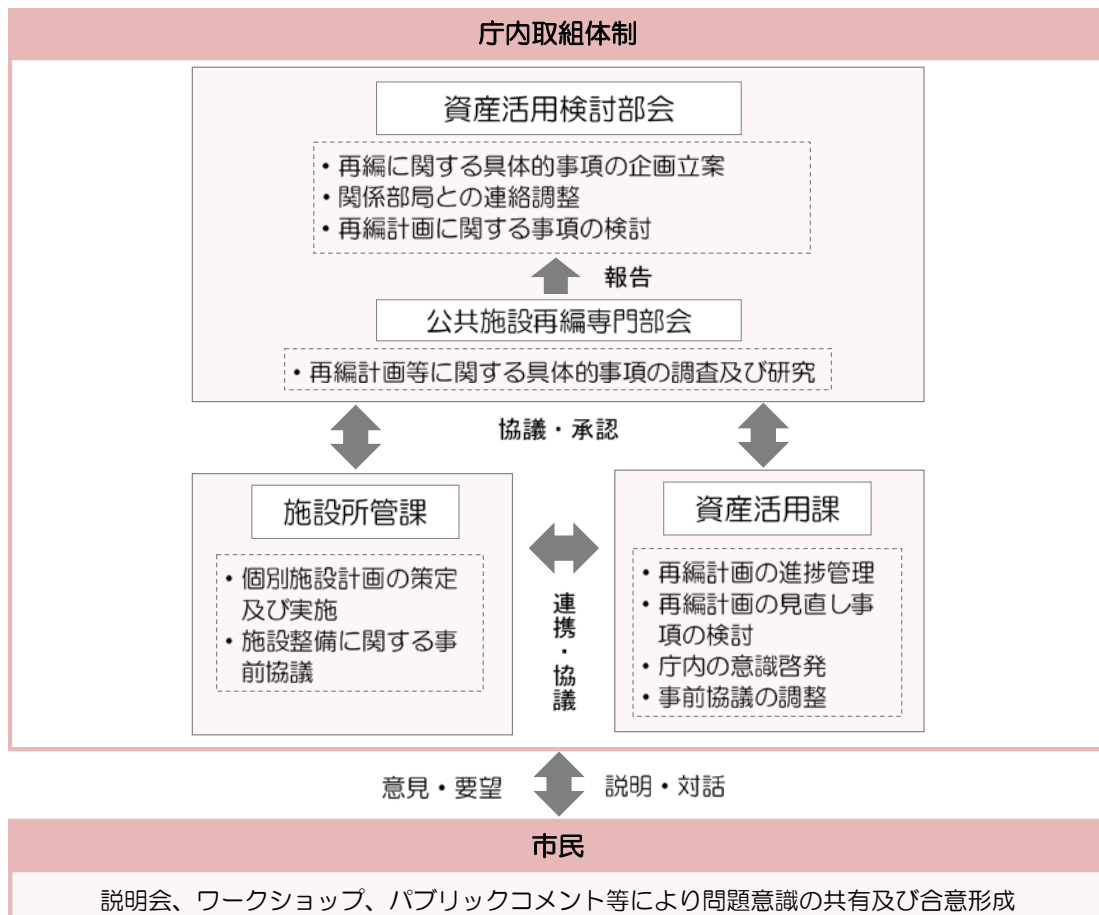 庁内取組体制
資産活用検討部会
・再編に関する具体的事項の企画立案
・関係部局との連絡調整
・再編計画に関する事項の検討
報告
公共施設再編専門部会
・再編計画等に関する具体的事項の調査及び研究
協議・承認
施設所管課
・個別施設計画の策定
及び実施
・施設整備に関する事
前協議
連携・協議
資産活用課
・再編計画の進捗管理
・再編計画の見直し事
項の検討
・庁内の意識啓発
・事前協議の調整
意見・要望
説明・対話
市民
説明会、ワークショップ、パブリックコメント等により問題意識の共有及び合意形成